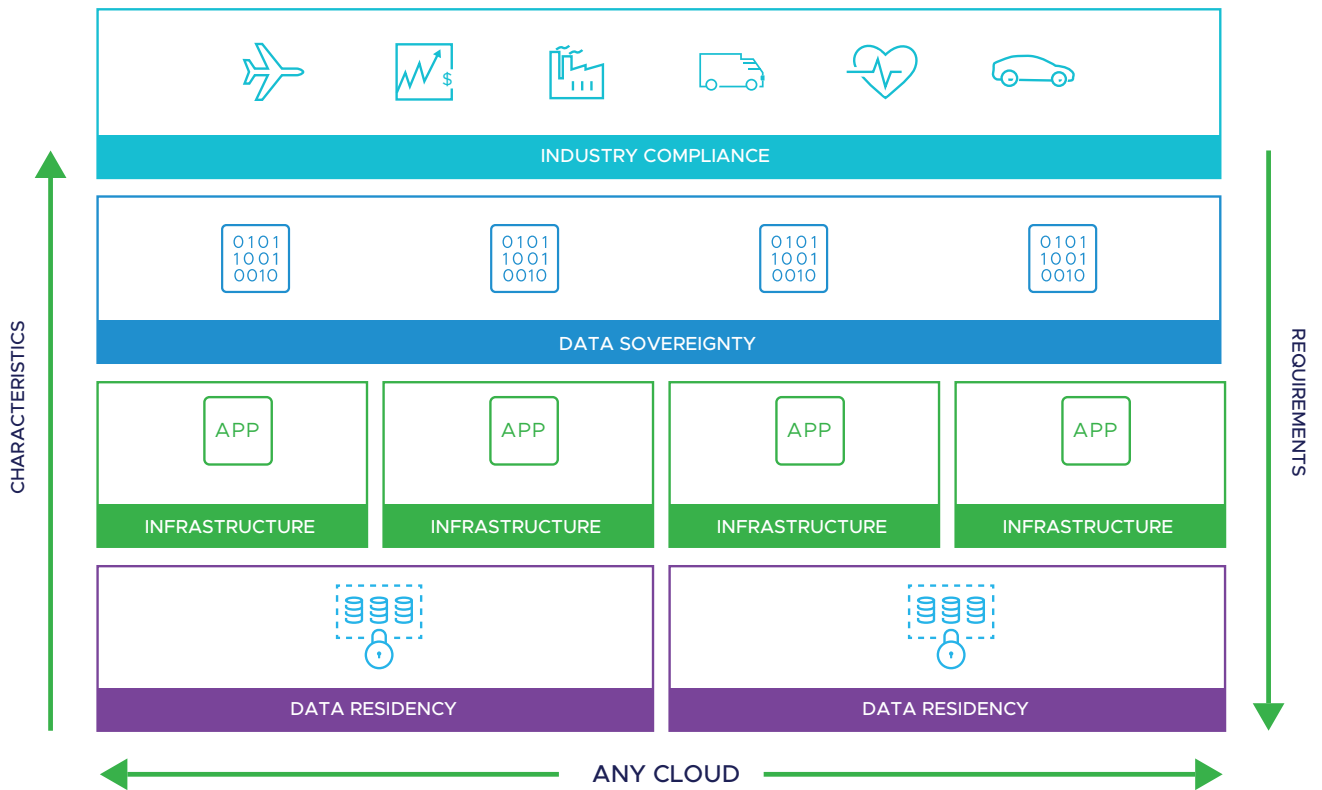 $
INDUSTRY COMPLIANCE
0101 0101 0101 0101
1001 1001 1001 1001
0010 0010 0010 0010
DATA SOVEREIGNTY
CHARACTERISTICS
REQUIREMENTS
APP APP APP APP
INFRASTRUCTURE INFRASTRUCTURE INFRASTRUCTURE INFRASTRUCTURE
DATA RESIDENCY DATA RESIDENCY
ANY CLOUD